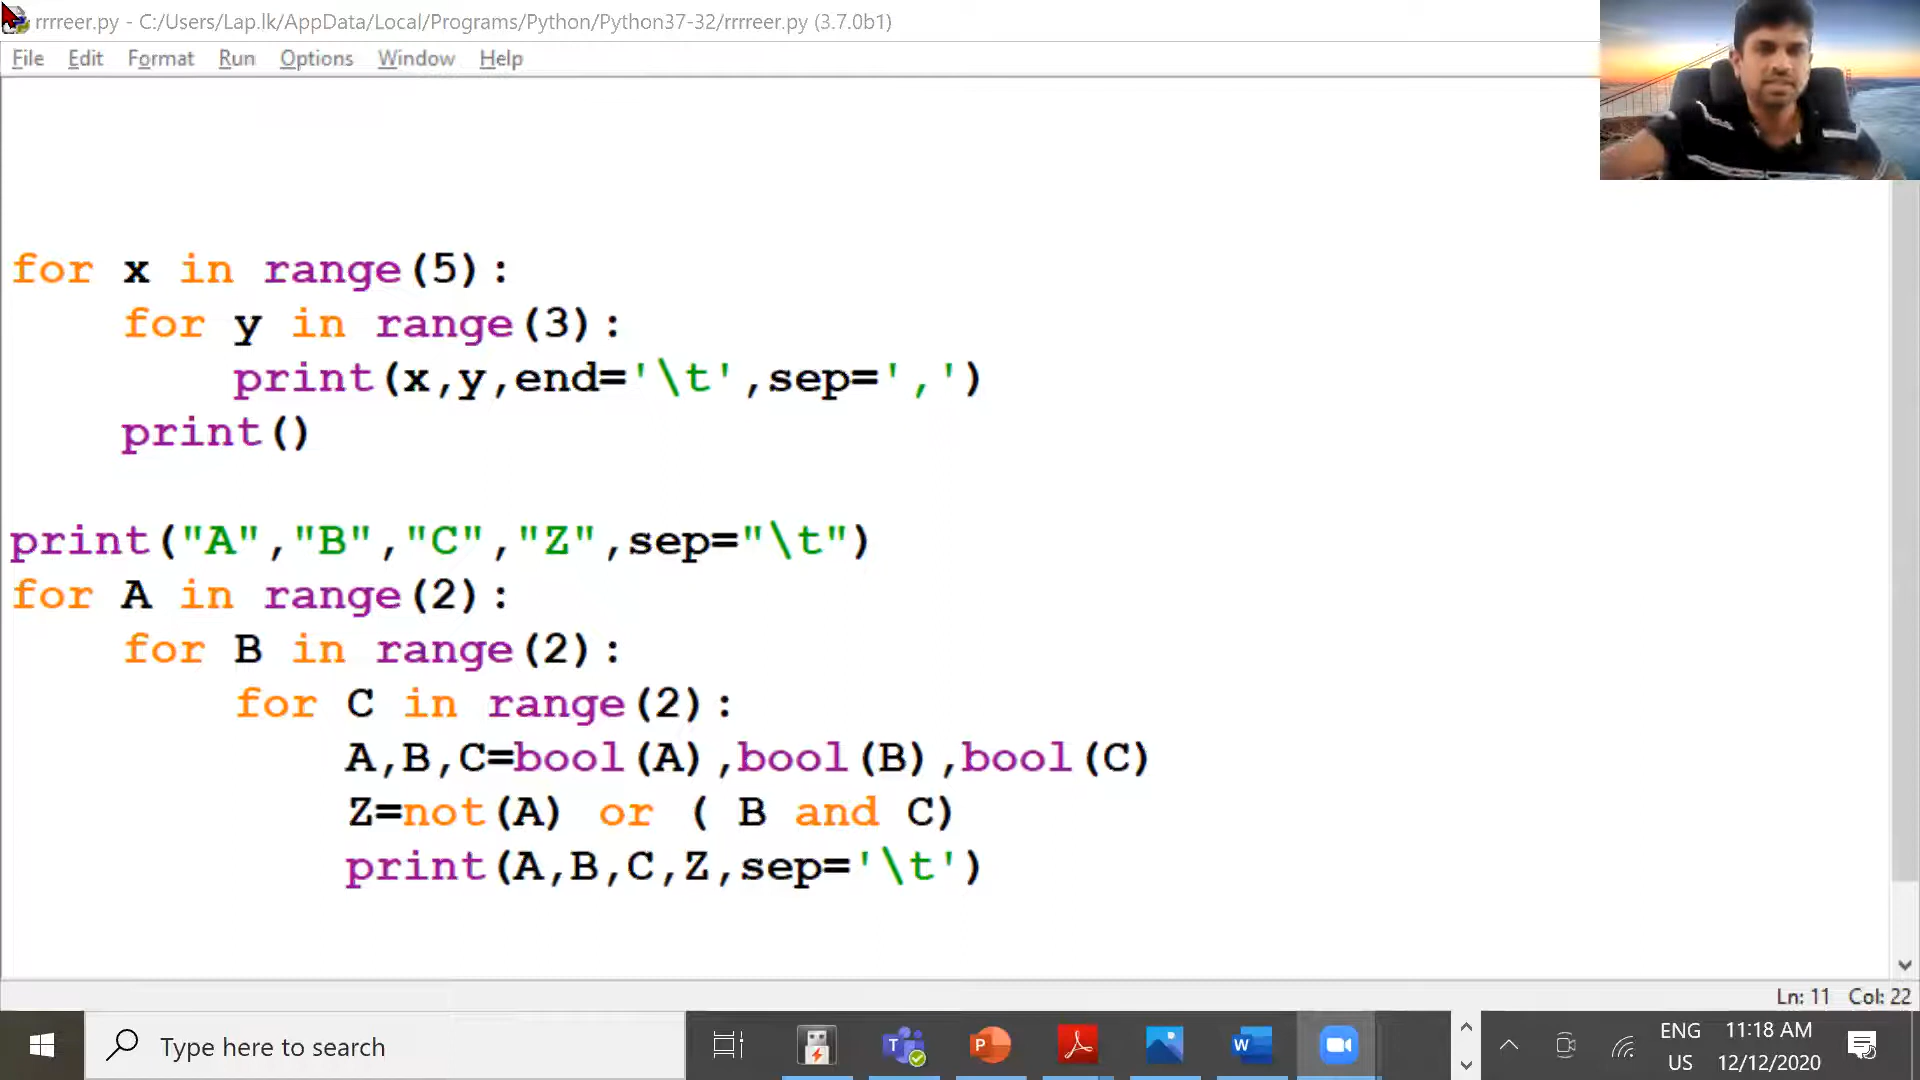 rrrreer.py - C:/Users/Lap.lk/AppData/Local/Programs/Python/Python37-32/rrrreer.py (3.7.0b1)
File Edit Format Run Options Window Help
for x in range(5):
    for y in range(3):
        print(x,y,end='\t',sep=',')
    print()
print("A","B","C","Z",sep="\t")
for A in range(2):
    for B in range(2):
        for C in range(2):
            A,B,C=bool(A),bool(B),bool(C)
            Z=not(A) or ( B and C)
            print(A,B,C,Z,sep='\t')
Ln: 11 Col: 22
Type here to search
ENG
US
11:18 AM
12/12/2020